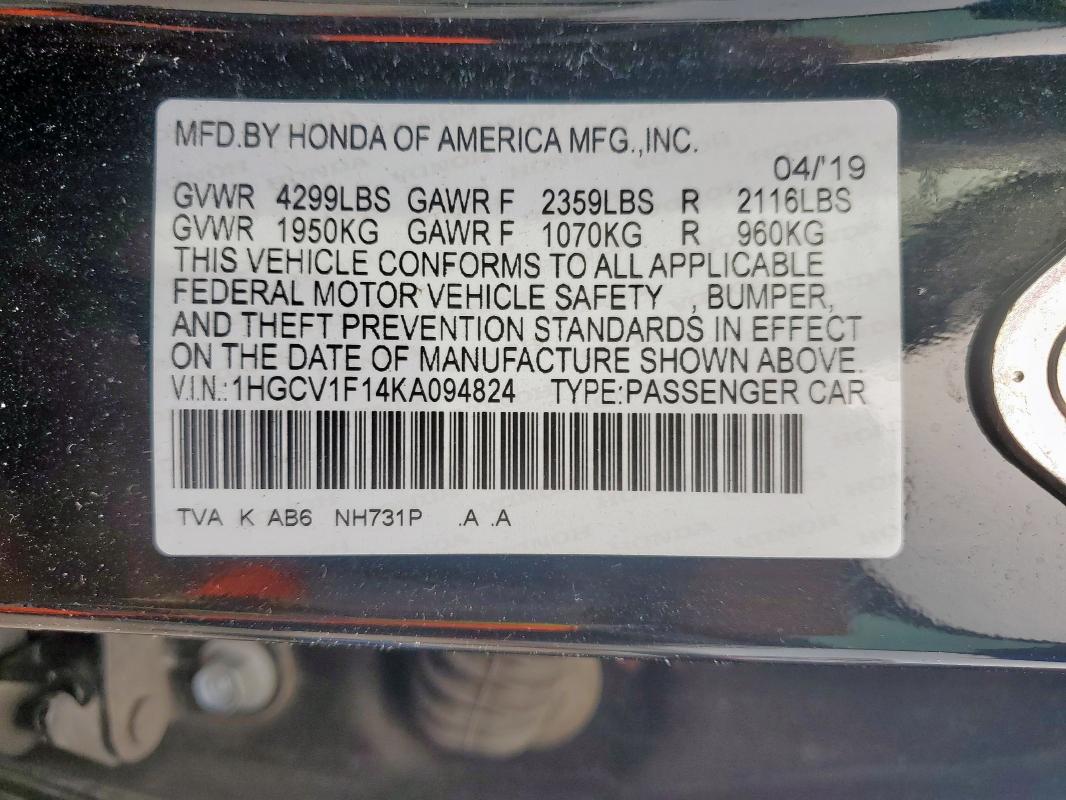 MFD.BY HONDA OF AMERICA MFG.,INC.
04/'19
GVWR 4299LBS GAWR F 2359LBS R 2116LBS
GVWR 1950KG GAWR F 1070KG R 960KG
THIS VEHICLE CONFORMS TO ALL APPLICABLE
FEDERAL MOTOR VEHICLE SAFETY , BUMPER,
AND THEFT PREVENTION STANDARDS IN EFFECT
ON THE DATE OF MANUFACTURE SHOWN ABOVE.
V.I.N.:1HGCV1F14KA094824 TYPE:PASSENGER CAR
TVA K AB6 NH731P .A .A